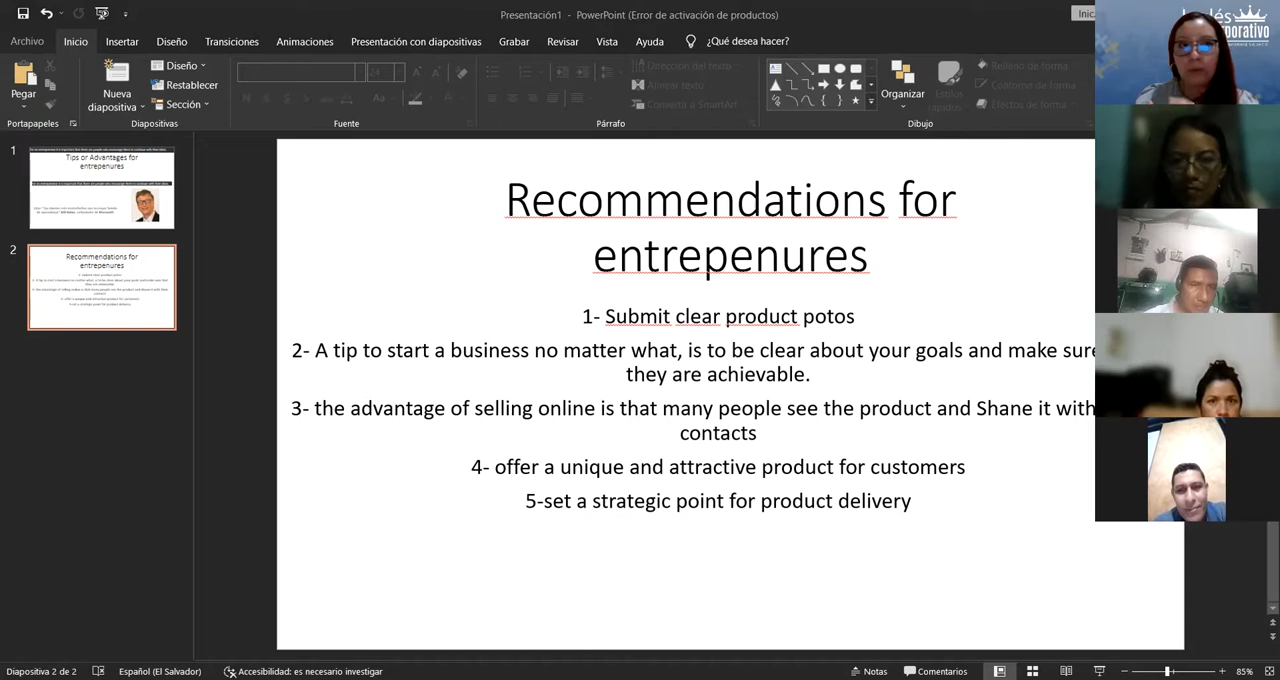 Presentación1 - PowerPoint (Error de activación de productos)
Archivo Inicio Insertar Diseño Transiciones Animaciones Presentación con diapositivas Grabar Revisar Vista Ayuda ¿Qué desea hacer?
Pegar
Nueva
diapositiva
Diseño
Restablecer
Sección
24
Aa
Dirección del texto
Alinear texto
Convertir a SmartArt
Organizar
Estilos
rápidos
Relleno de forma
Contorno de forma
Efectos de forma
Portapapeles Diapositivas Fuente Párrafo Dibujo
1
Tips or Advantages for
entrepenures
2
Recommendations for
entrepenures
Recommendations for
entrepenures
1- Submit clear product potos
2- A tip to start a business no matter what, is to be clear about your goals and make sure
they are achievable.
3- the advantage of selling online is that many people see the product and Shane it with
contacts
4- offer a unique and attractive product for customers
5-set a strategic point for product delivery
Diapositiva 2 de 2 Español (El Salvador) Accesibilidad: es necesario investigar Notas Comentarios 85%